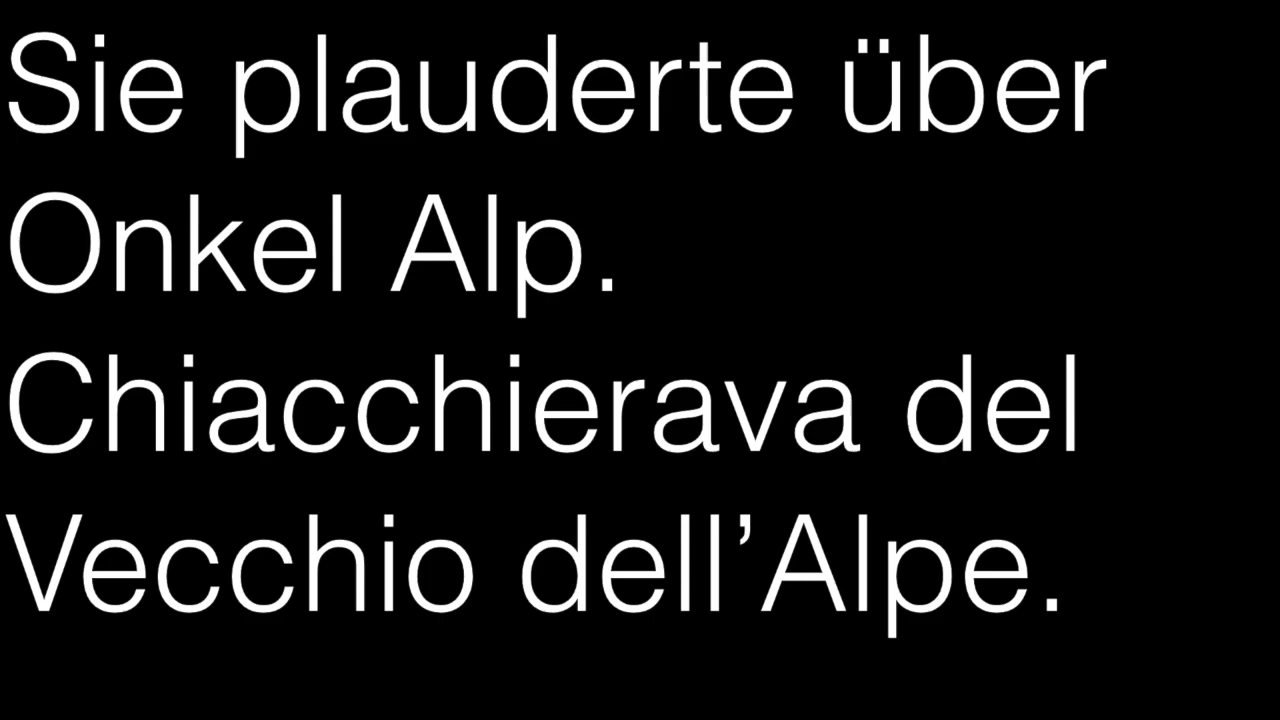 Sie plauderte über
Onkel Alp.
Chiacchierava del
Vecchio dell’Alpe.